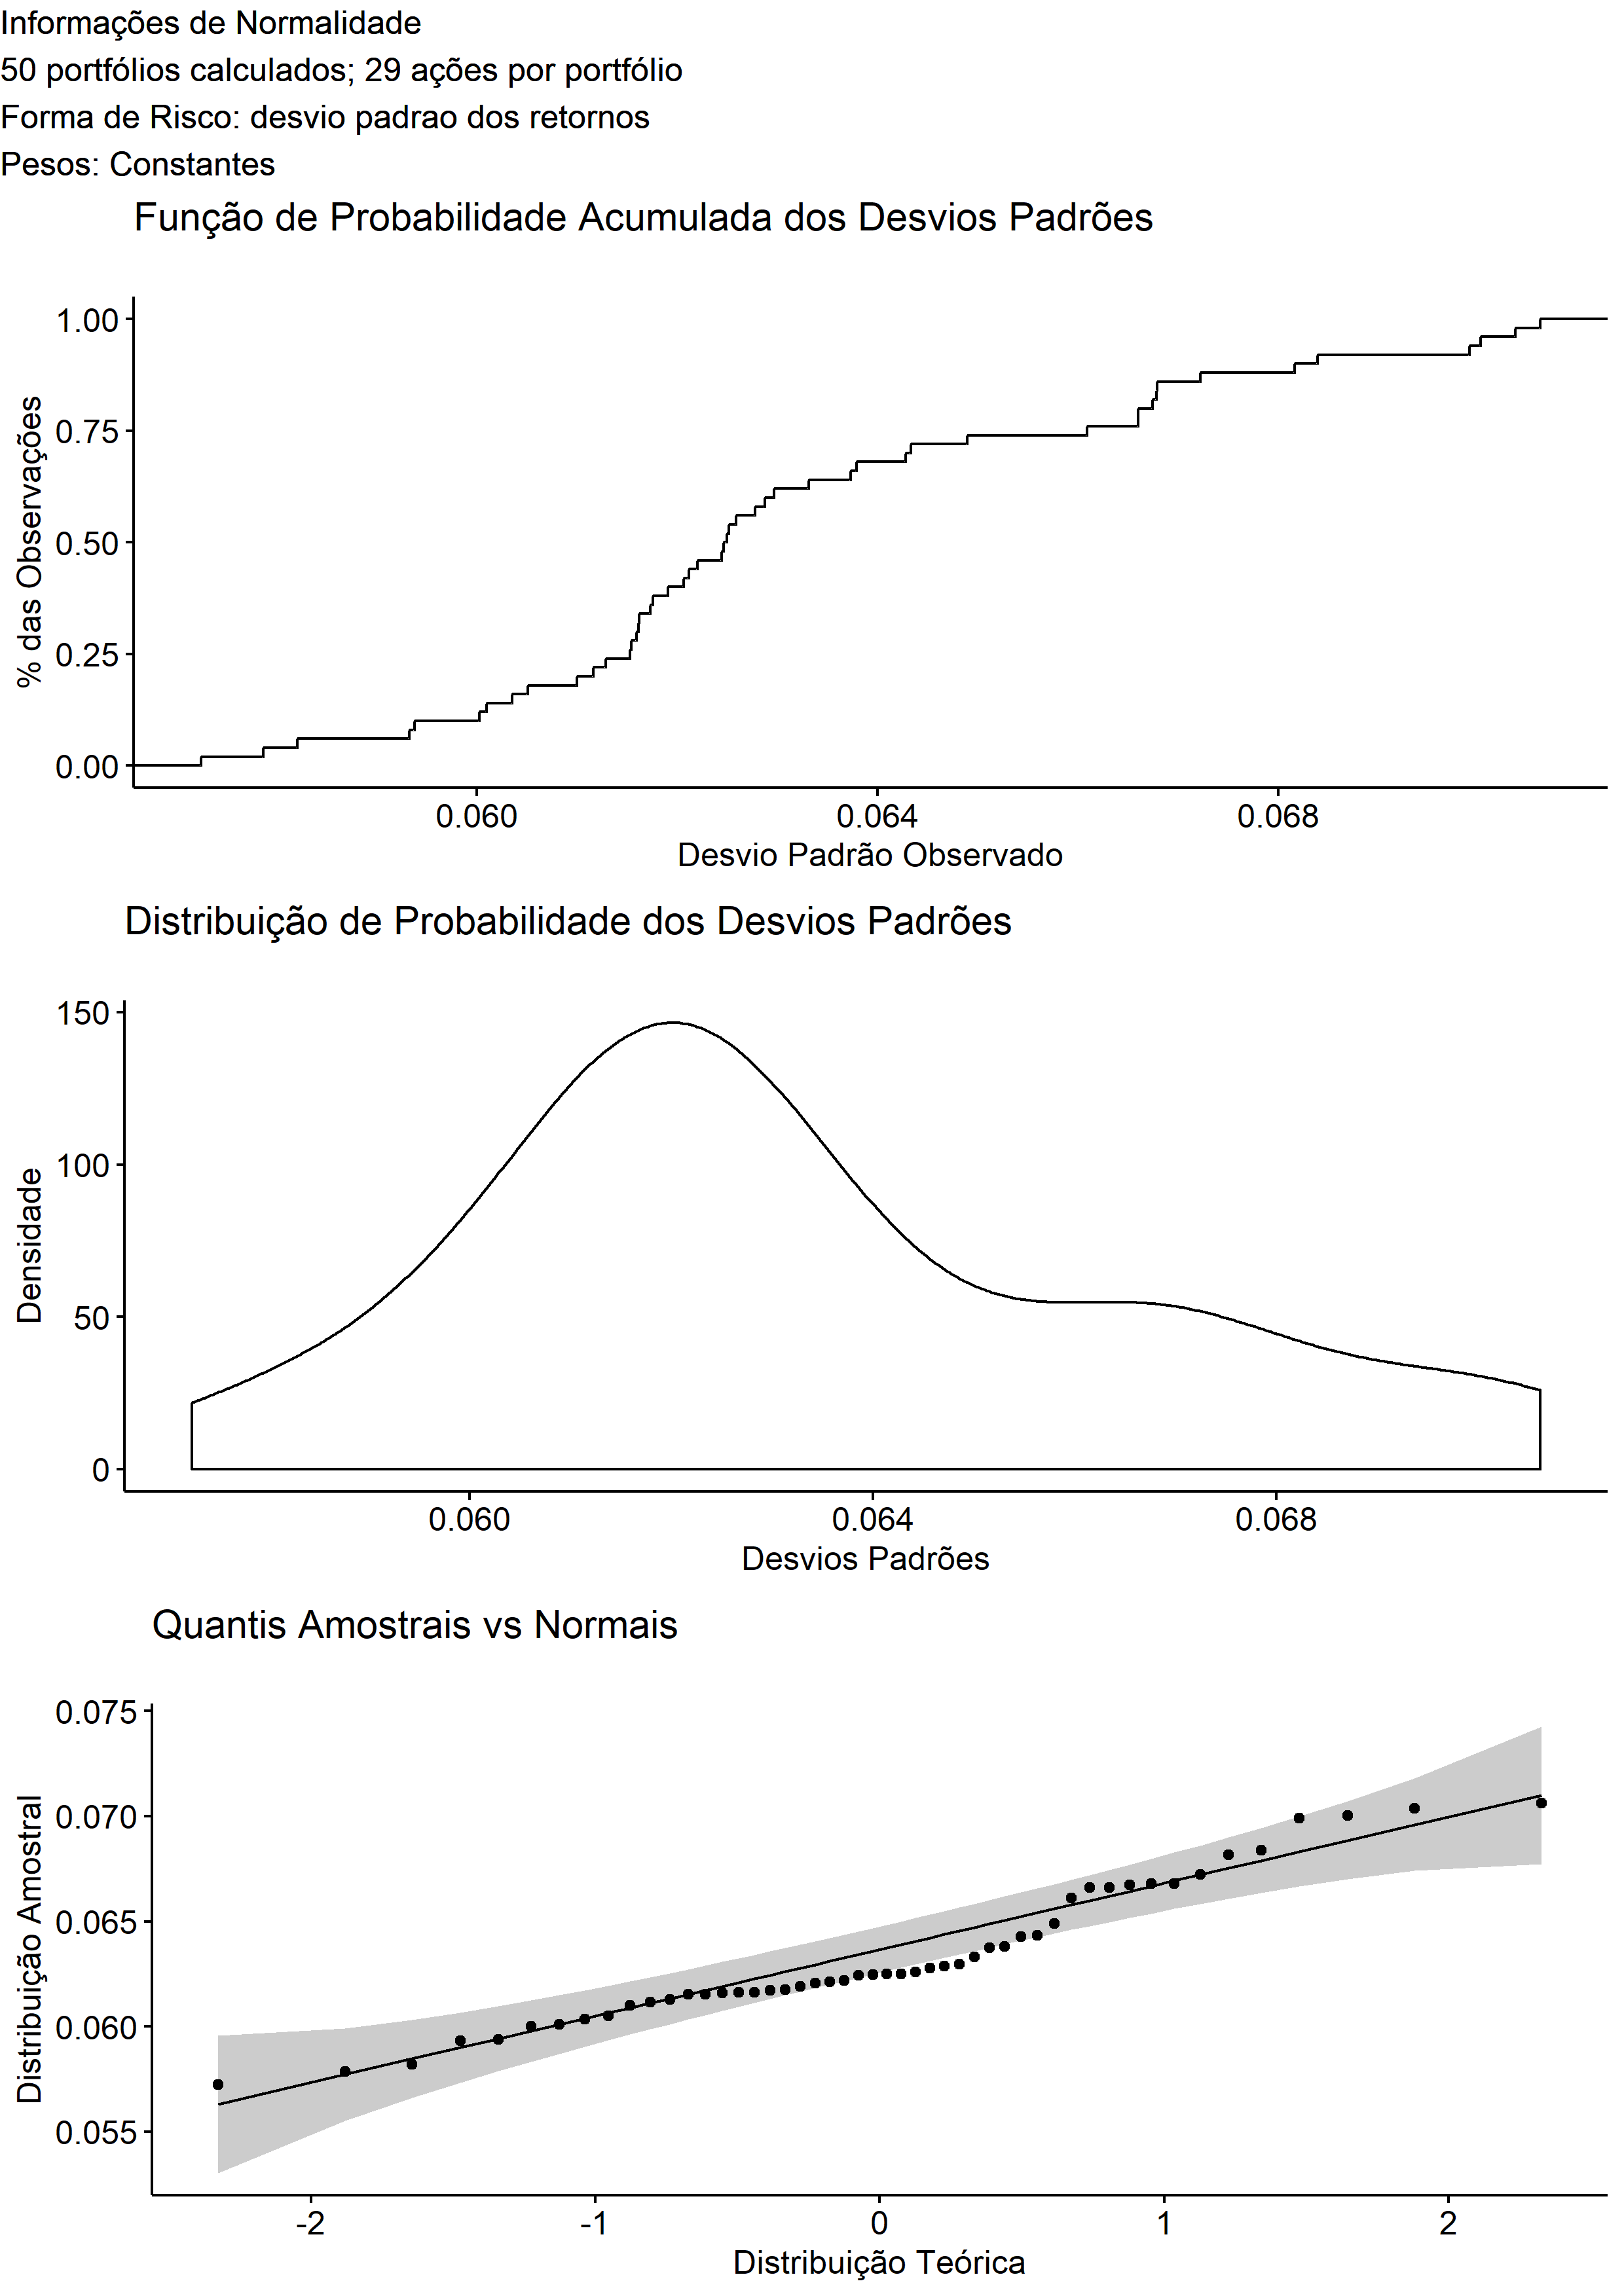 Informações de Normalidade
50 portfólios calculados; 29 ações por portfólio
Forma de Risco: desvio padrao dos retornos
Pesos: Constantes
Função de Probabilidade Acumulada dos Desvios Padrões
% das Observações
1.00
0.75
0.50
0.25
0.00
0.060 0.064 0.068
Desvio Padrão Observado
Distribuição de Probabilidade dos Desvios Padrões
Densidade
150
100
50
0
0.060 0.064 0.068
Desvios Padrões
Quantis Amostrais vs Normais
Distribuição Amostral
0.075
0.070
0.065
0.060
0.055
-2 -1 0 1 2
Distribuição Teórica